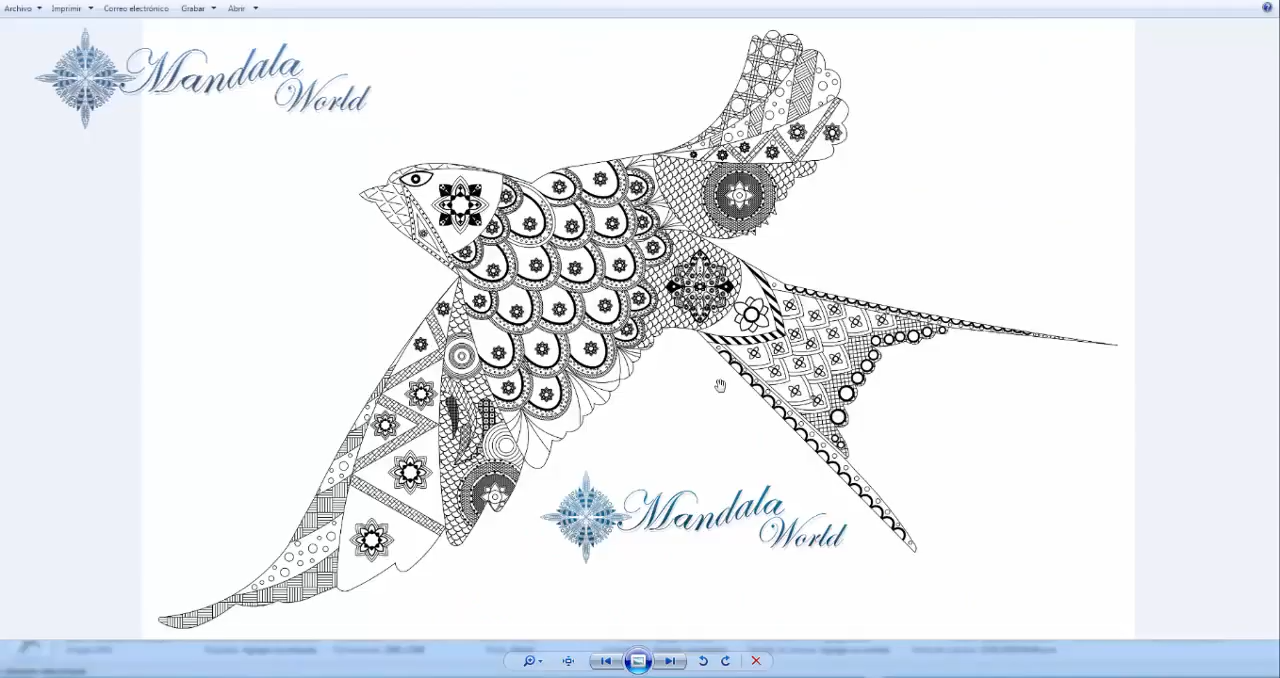 Archivo Imprimir Correo electrónico Grabar Abrir
Mandala
World
Mandala
World